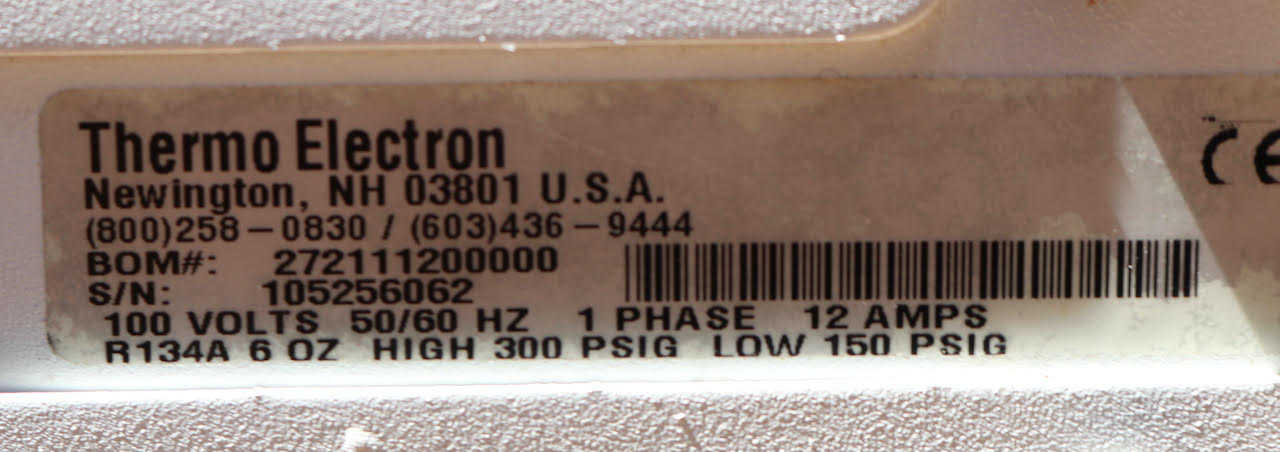 Thermo Electron
Newington, NH 03801 U.S.A.
(800)258-0830 / (603)436-9444
BOM#: 272111200000
S/N: 105256062
100 VOLTS 50/60 HZ 1 PHASE 12 AMPS
R134A 6 OZ HIGH 300 PSIG LOW 150 PSIG
CE